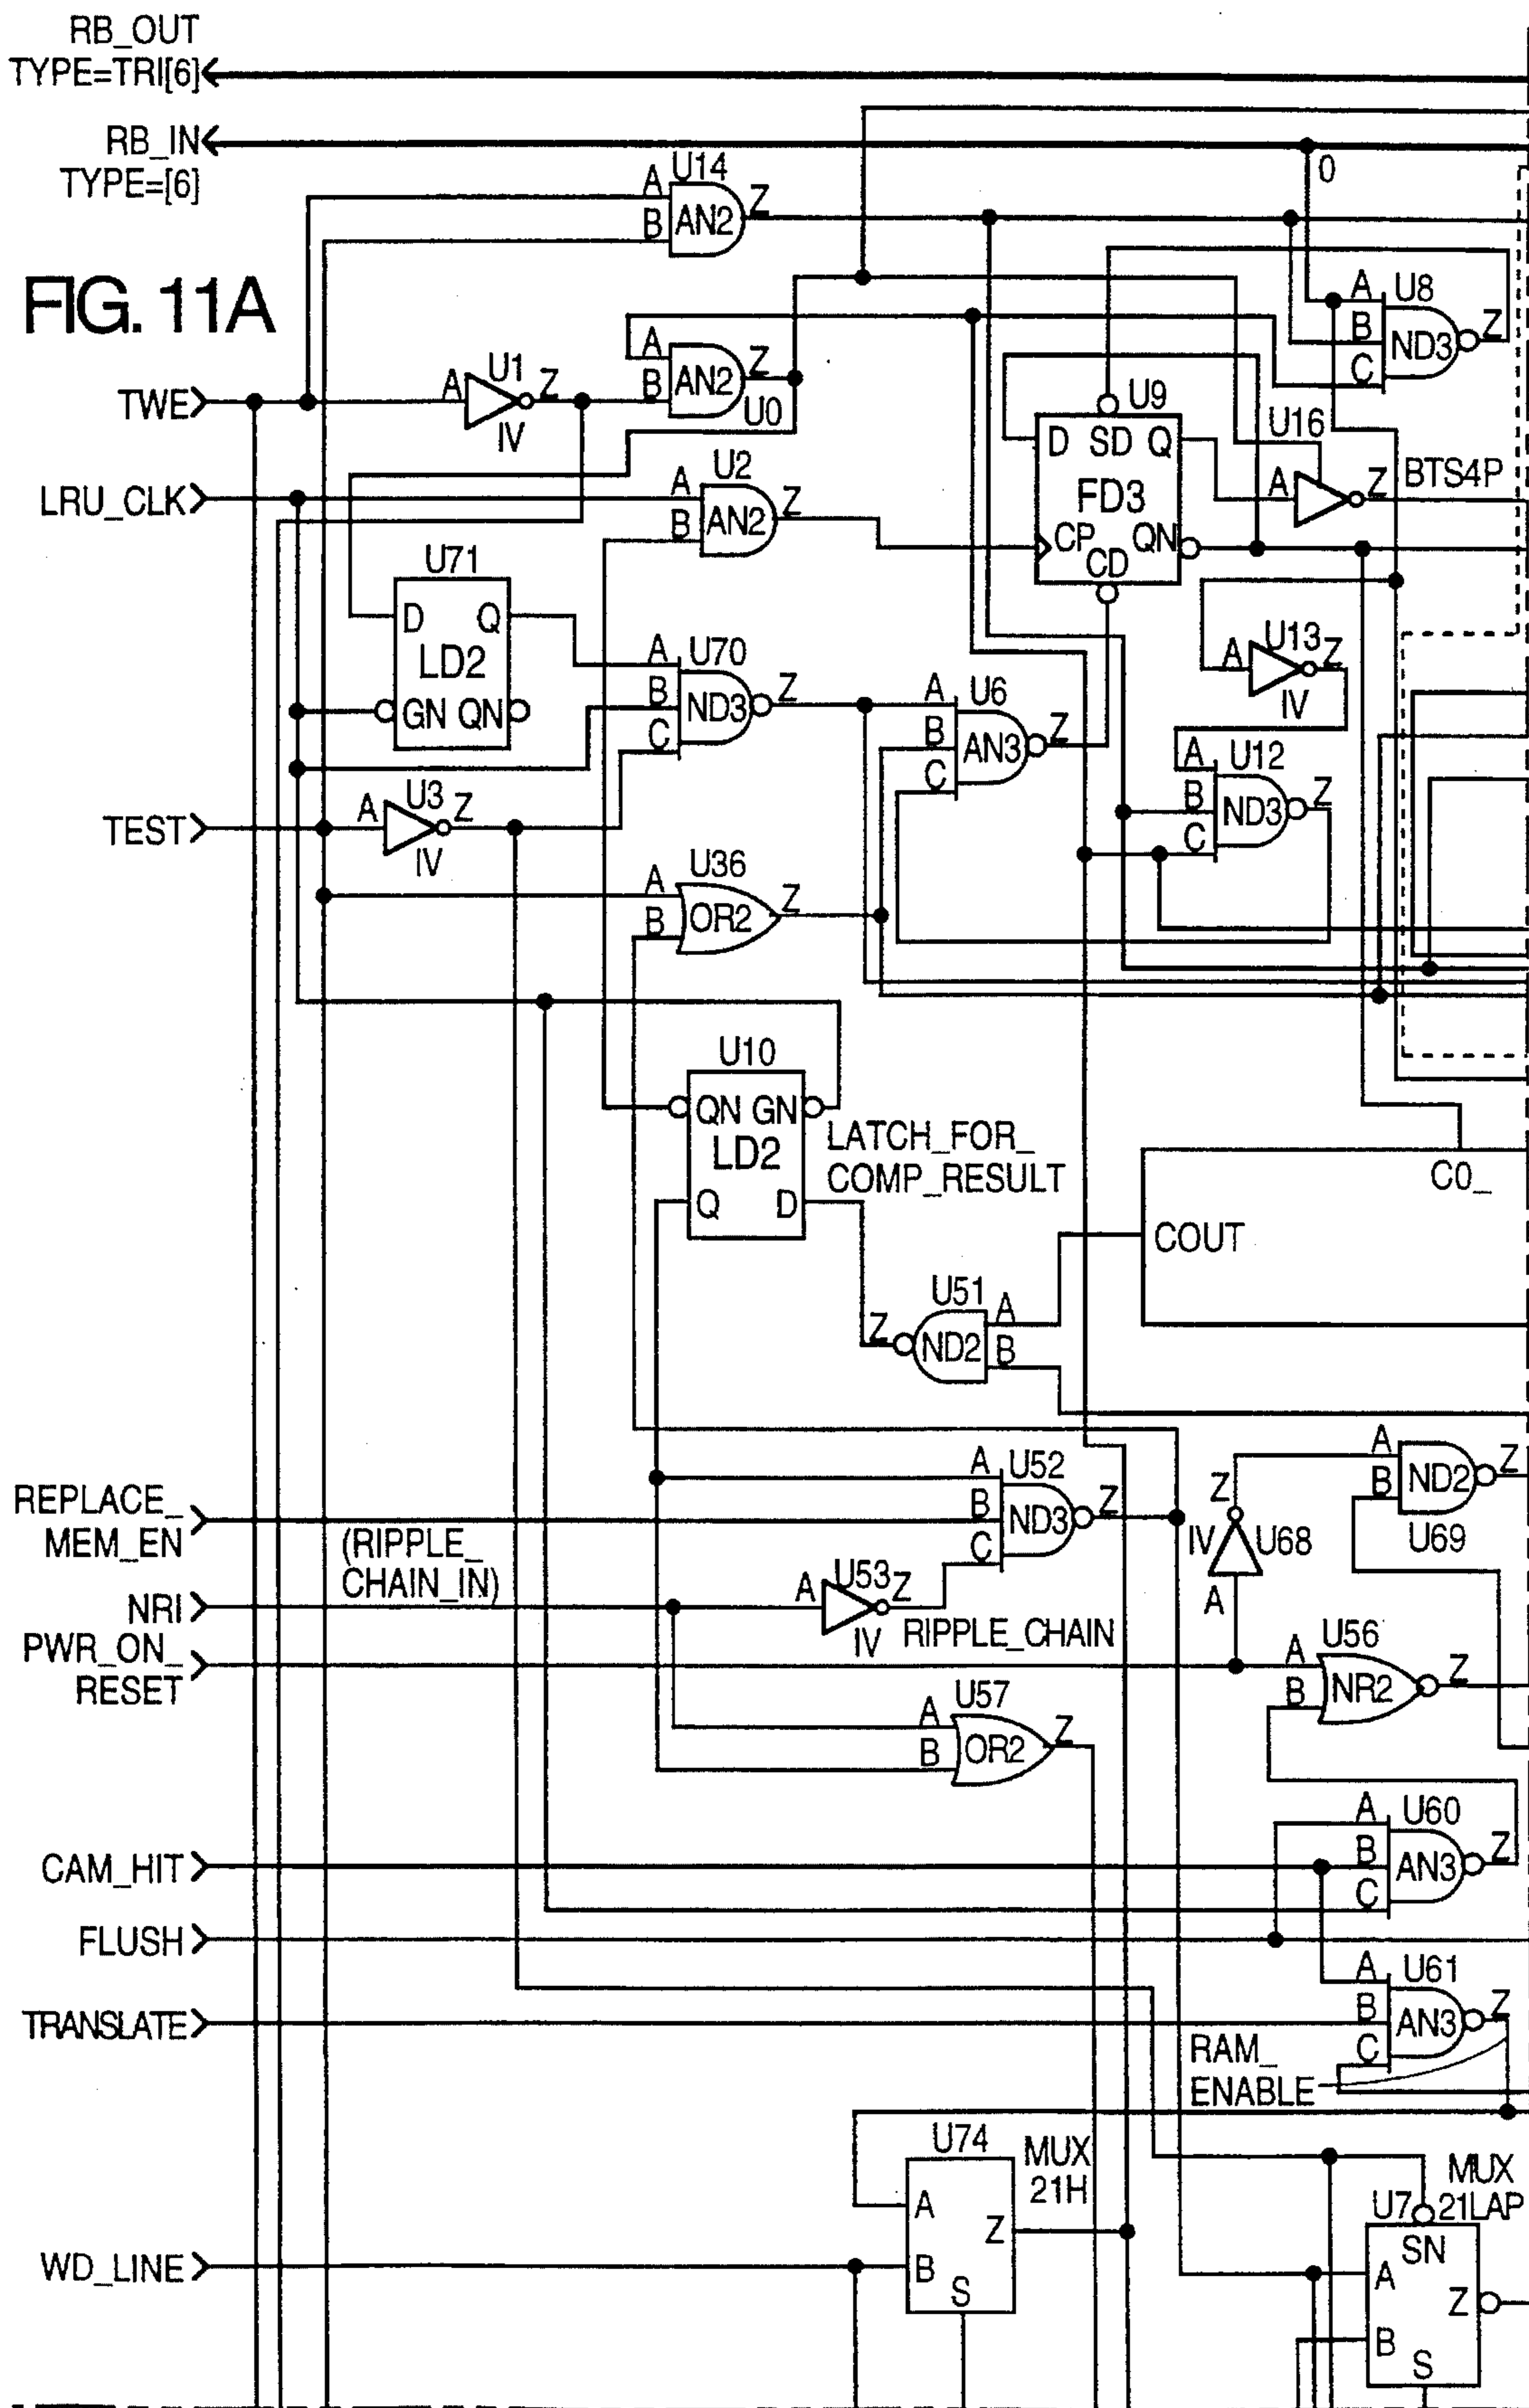 RB_OUT
TYPE=TRI[6]
RB_IN
TYPE=[6]
0
U14
A
B
AN2
Z
FIG. 11A
A
U8
B
ND3
Z
C
A
B
AN2
Z
U0
TWE
A
U1
Z
IV
U9
D SD Q
FD3
CP QN
CD
U16
A
Z
BTS4P
LRU_CLK
U2
A
B
AN2
Z
U71
D Q
LD2
GN QN
U70
A
B
C
ND3
Z
U6
A
B
C
AN3
Z
U13
A
Z
IV
U12
A
B
C
ND3
Z
TEST
A
U3
Z
IV
U36
A
B
OR2
Z
U10
QN GN
LD2
Q D
LATCH_FOR_
COMP_RESULT
C0_
COUT
U51
A
B
ND2
Z
REPLACE_
MEM_EN
U52
A
B
C
ND3
Z
A
B
ND2
Z
U69
Z
IV
U68
A
(RIPPLE_
CHAIN_IN)
NRI
A
U53
Z
IV
RIPPLE_CHAIN
PWR_ON_
RESET
U56
A
B
NR2
Z
U57
A
B
OR2
Z
CAM_HIT
U60
A
B
C
AN3
Z
FLUSH
U61
A
B
C
AN3
Z
TRANSLATE
RAM_
ENABLE
U74
MUX
21H
A
B
Z
S
WD_LINE
MUX
21LAP
U7
SN
A
B
Z
S